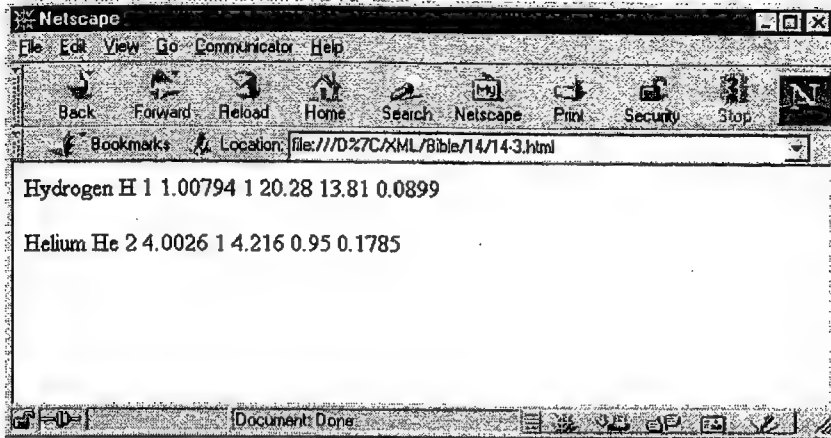 Netscape
File Edit View Go Communicator Help
Back Forward Reload Home Search Netscape Print Security Stop
Bookmarks Location: file:///D%7C/XML/Bible/14/14-3.html
Hydrogen H 1 1.00794 1 20.28 13.81 0.0899
Helium He 2 4.0026 1 4.216 0.95 0.1785
Document: Done